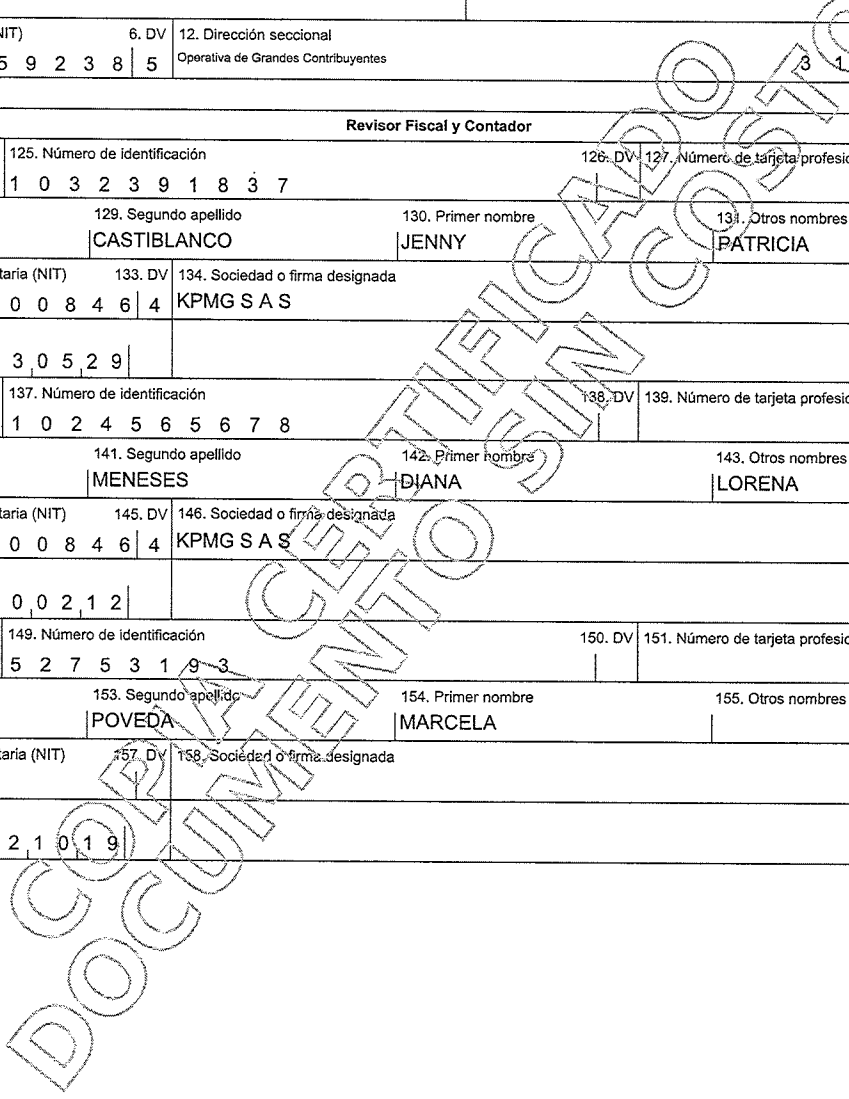 NIT) 6. DV 12. Dirección seccional
5 9 2 3 8 5 Operativa de Grandes Contribuyentes 3 1
Revisor Fiscal y Contador
125. Número de identificación 126. DV 127. Número de tarjeta profesio
1 0 3 2 3 9 1 8 3 7
129. Segundo apellido 130. Primer nombre 131. Otros nombres
CASTIBLANCO JENNY PATRICIA
taria (NIT) 133. DV 134. Sociedad o firma designada
0 0 8 4 6 4 KPMG S A S
3 0 5 2 9
137. Número de identificación 138. DV 139. Número de tarjeta profesio
1 0 2 4 5 6 5 6 7 8
141. Segundo apellido 142. Primer nombre 143. Otros nombres
MENESES DIANA LORENA
taria (NIT) 145. DV 146. Sociedad o firma designada
0 0 8 4 6 4 KPMG S A S
0 0 2 1 2
149. Número de identificación 150. DV 151. Número de tarjeta profesio
5 2 7 5 3 1 9 3
153. Segundo apellido 154. Primer nombre 155. Otros nombres
POVEDA MARCELA
taria (NIT) 157. DV 158. Sociedad o firma designada
2 1 0 1 9
COPIA CERTIFICADO
DOCUMENTO SIN COSTO